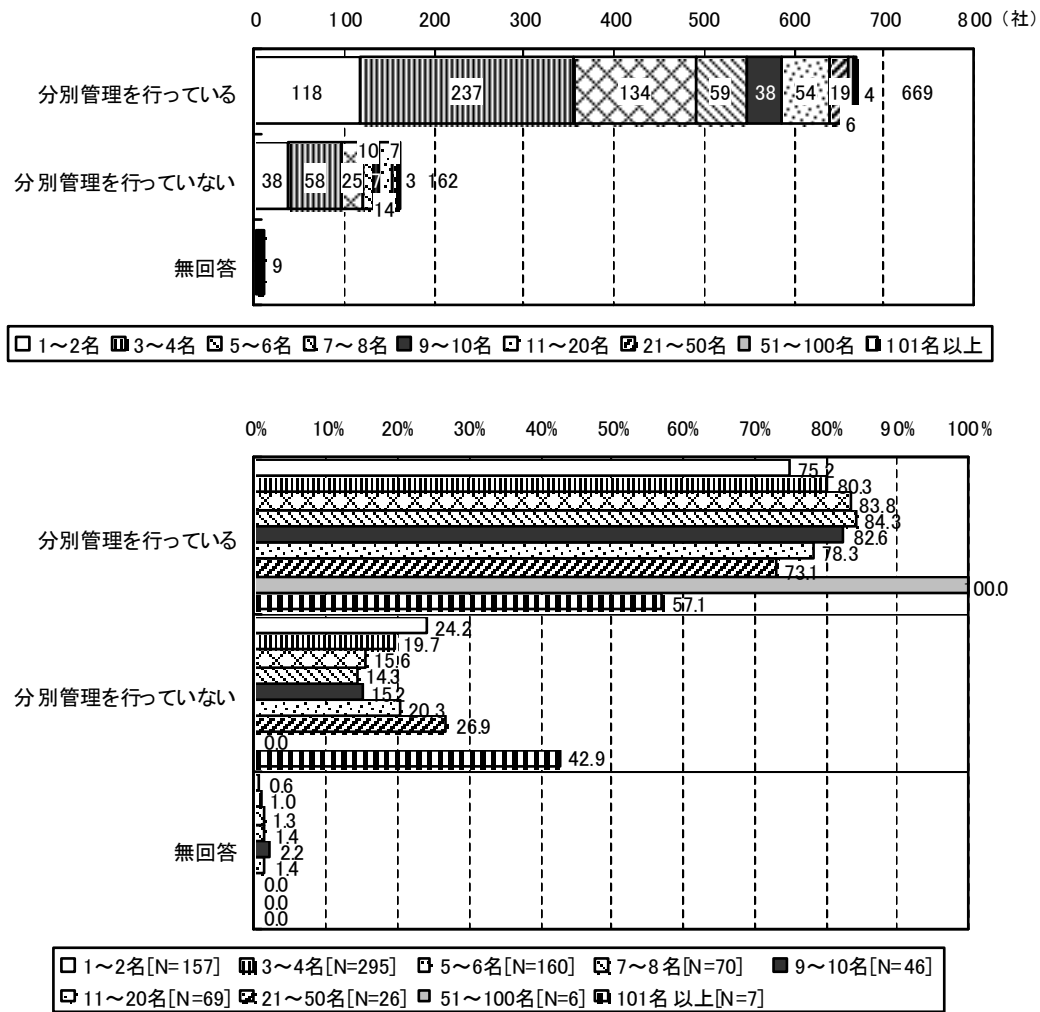 0 100 200 300 400 500 600 700 800 (社)
分別管理を行っている 118 237 134 59 38 54 19 4 669
6
10 7
分別管理を行っていない 38 58 25 7 3 162
14
無回答 9
1～2名 3～4名 5～6名 7～8名 9～10名 11～20名 21～50名 51～100名 101名以上
0% 10% 20% 30% 40% 50% 60% 70% 80% 90% 100%
75.2
80.3
83.8
84.3
分別管理を行っている 82.6
78.3
73.1
00.0
57.1
24.2
19.7
15.6
14.3
分別管理を行っていない 15.2
20.3
26.9
0.0
42.9
0.6
1.0
1.3
1.4
無回答 2.2
1.4
0.0
0.0
0.0
1～2名[N=157] 3～4名[N=295] 5～6名[N=160] 7～8名[N=70] 9～10名[N=46]
11～20名[N=69] 21～50名[N=26] 51～100名[N=6] 101名以上[N=7]